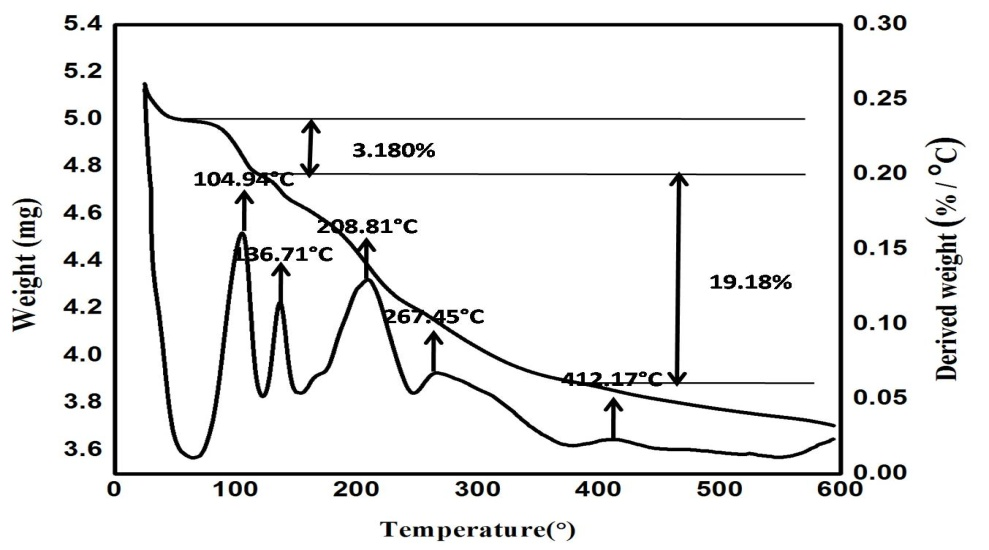 5.4
5.2
5.0
4.8
4.6
4.4
4.2
4.0
3.8
3.6
Weight (mg)
0.30
0.25
0.20
0.15
0.10
0.05
0.00
Derived weight (% / °C)
3.180%
104.94°C
208.81°C
136.71°C
19.18%
267.45°C
412.17°C
0 100 200 300 400 500 600
Temperature(°)